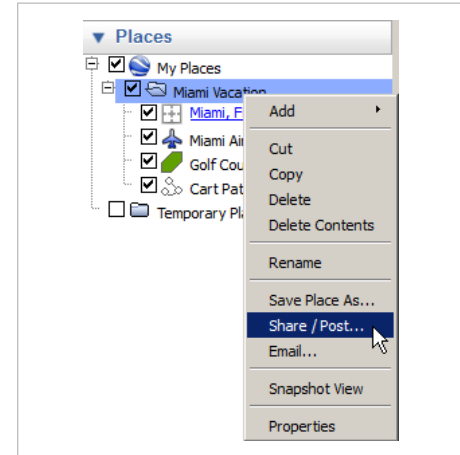 Places
My Places
Miami Vacation
Miami, F
Miami Ai
Golf Cou
Cart Pat
Temporary Pl
Add
Cut
Copy
Delete
Delete Contents
Rename
Save Place As...
Share / Post...
Email...
Snapshot View
Properties